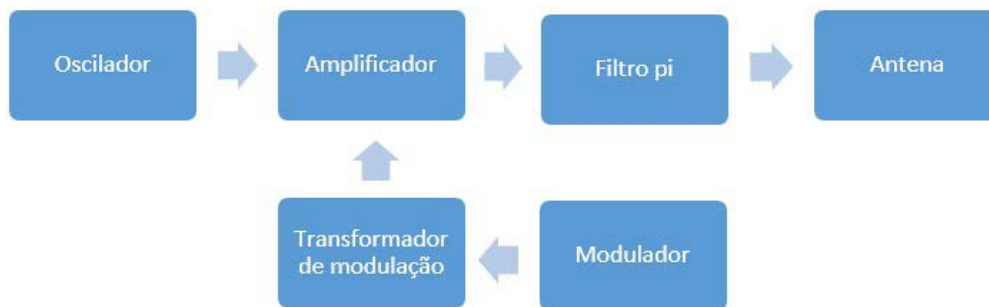 Oscilador
Amplificador
Filtro pi
Antena
Transformador
de modulação
Modulador